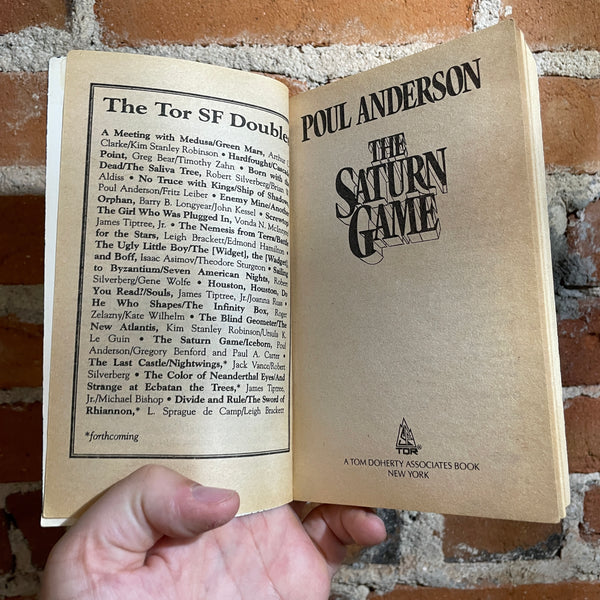 The Tor SF Double
A Meeting with Medusa/Green Mars, Arthur
Clarke/Kim Stanley Robinson • Hardfought/
Point, Greg Bear/Timothy Zahn • Born with
Dead/The Saliva Tree, Robert Silverberg/Brian
Aldiss • No Truce with Kings/Ship of Shadows,
Poul Anderson/Fritz Leiber • Enemy Mine/Another
Orphan, Barry B. Longyear/John Kessel • Screwtop/
The Girl Who Was Plugged In, Vonda N. McIntyre/
James Tiptree, Jr. • The Nemesis from Terra/Battle
for the Stars, Leigh Brackett/Edmond Hamilton •
The Ugly Little Boy/The [Widget], the [Wadget],
and Boff, Isaac Asimov/Theodore Sturgeon • Sailing
to Byzantium/Seven American Nights, Robert
Silverberg/Gene Wolfe • Houston, Houston, Do
You Read?/Souls, James Tiptree, Jr./Joanna Russ •
He Who Shapes/The Infinity Box, Roger
Zelazny/Kate Wilhelm • The Blind Geometer/The
New Atlantis, Kim Stanley Robinson/Ursula K.
Le Guin • The Saturn Game/Iceborn, Poul
Anderson/Gregory Benford and Paul A. Carter •
The Last Castle/Nightwings,* Jack Vance/Robert
Silverberg • The Color of Neanderthal Eyes/And
Strange at Ecbatan the Trees,* James Tiptree,
Jr./Michael Bishop • Divide and Rule/The Sword of
Rhiannon,* L. Sprague de Camp/Leigh Brackett
*forthcoming
POUL ANDERSON
THE
SATURN
GAME
TOR®
A TOM DOHERTY ASSOCIATES BOOK
NEW YORK